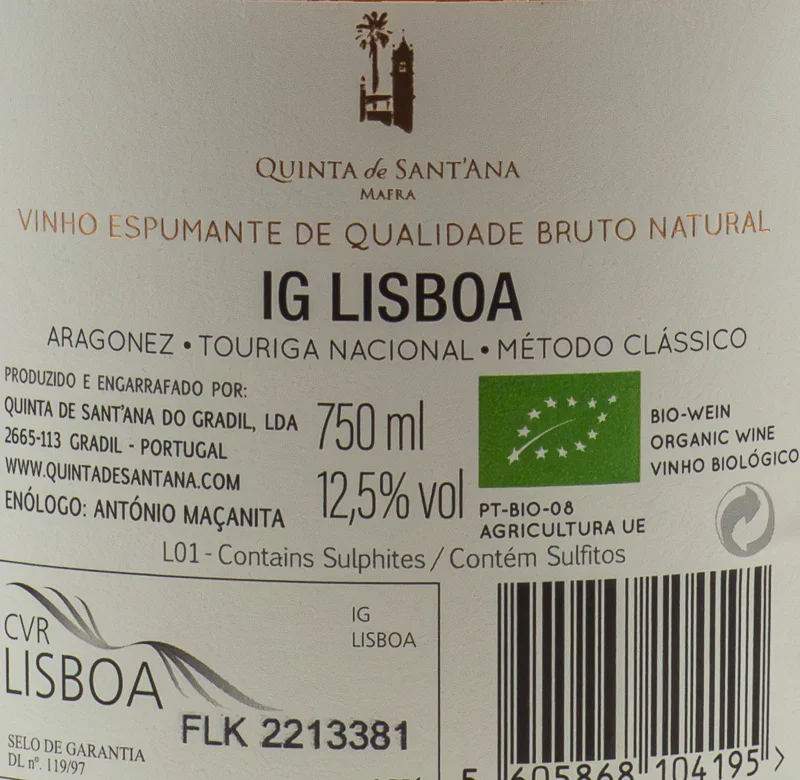 QUINTA de SANT'ANA
MAFRA
VINHO ESPUMANTE DE QUALIDADE BRUTO NATURAL
IG LISBOA
ARAGONEZ • TOURIGA NACIONAL • MÉTODO CLÁSSICO
PRODUZIDO E ENGARRAFADO POR:
QUINTA DE SANT'ANA DO GRADIL, LDA
2665-113 GRADIL - PORTUGAL
WWW.QUINTADESANTANA.COM
ENÓLOGO: ANTÓNIO MAÇANITA
750 ml
12,5% vol
BIO-WEIN
ORGANIC WINE
VINHO BIOLÓGICO
PT-BIO-08
AGRICULTURA UE
L01 - Contains Sulphites / Contém Sulfitos
CVR
LISBOA
IG
LISBOA
FLK 2213381
SELO DE GARANTIA
DL nº. 119/97
5 605868 104195 >